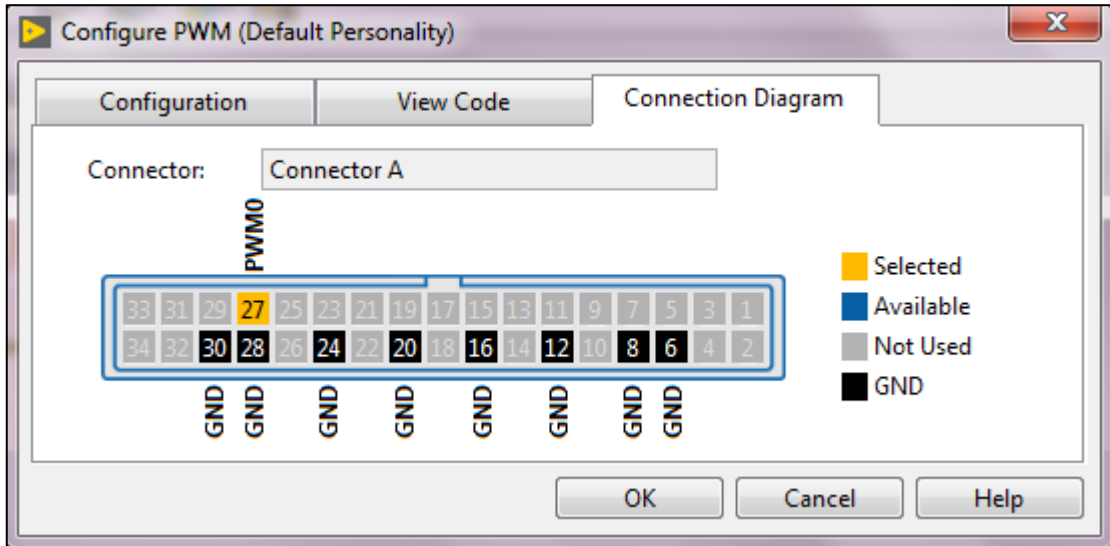 Configure PWM (Default Personality)
Configuration View Code Connection Diagram
Connector: Connector A
PWM0
33 31 29 27 25 23 21 19 17 15 13 11 9 7 5 3 1
34 32 30 28 26 24 22 20 18 16 14 12 10 8 6 4 2
GND GND GND GND GND GND GND GND
Selected
Available
Not Used
GND
OK Cancel Help